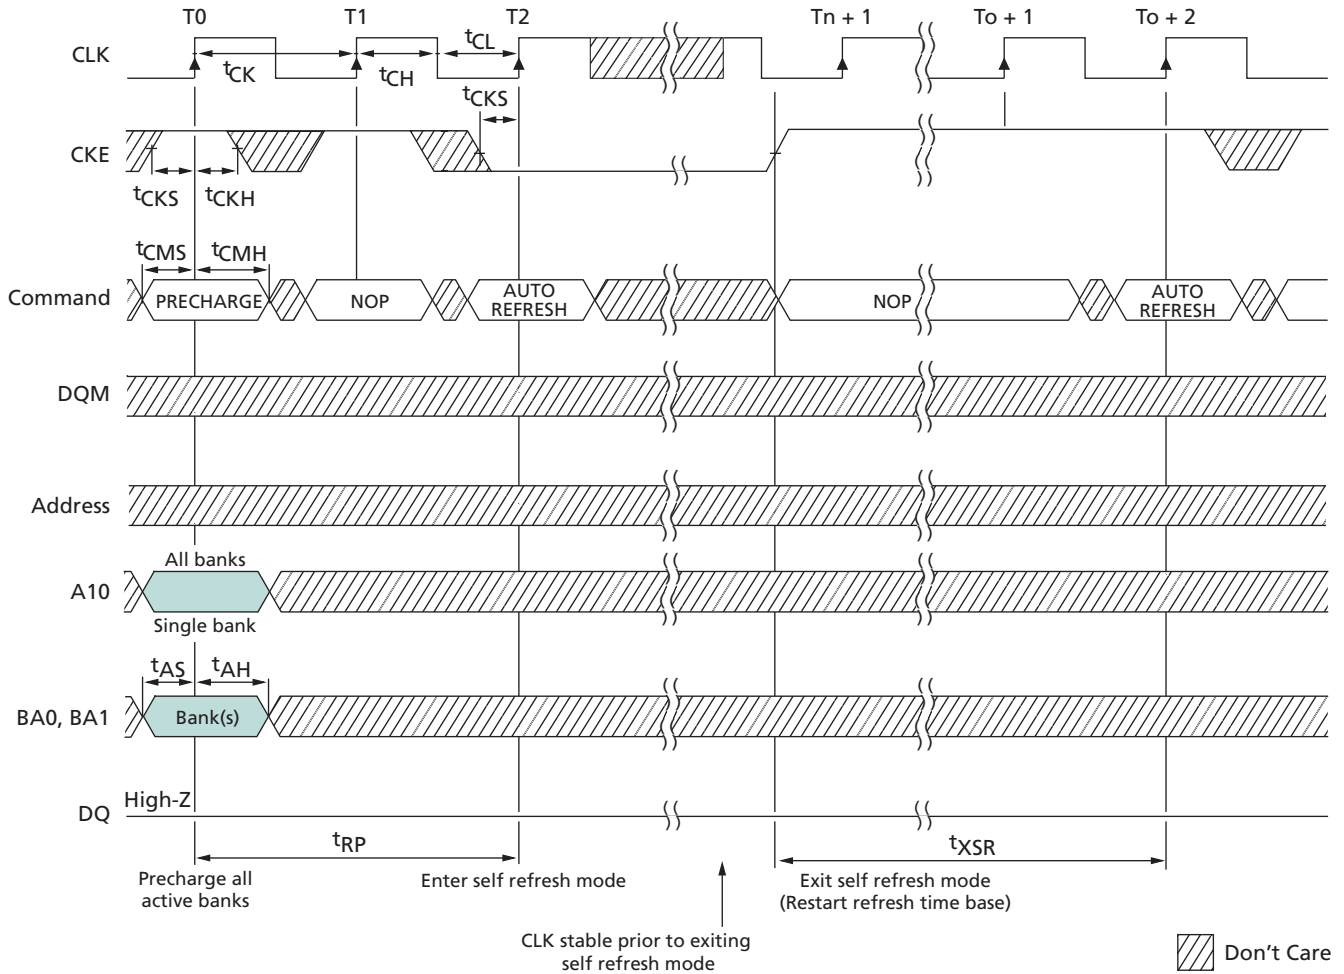 T0 T1 T2 Tn + 1 To + 1 To + 2
CLK
tCK tCH tCL
tCKS
CKE
tCKS tCKH
tCMS tCMH
Command PRECHARGE NOP AUTO REFRESH NOP AUTO REFRESH
DQM
Address
All banks
A10
Single bank
tAS tAH
BA0, BA1 Bank(s)
High-Z
DQ
tRP tXSR
Precharge all
active banks
Enter self refresh mode
Exit self refresh mode
(Restart refresh time base)
CLK stable prior to exiting
self refresh mode
Don't Care